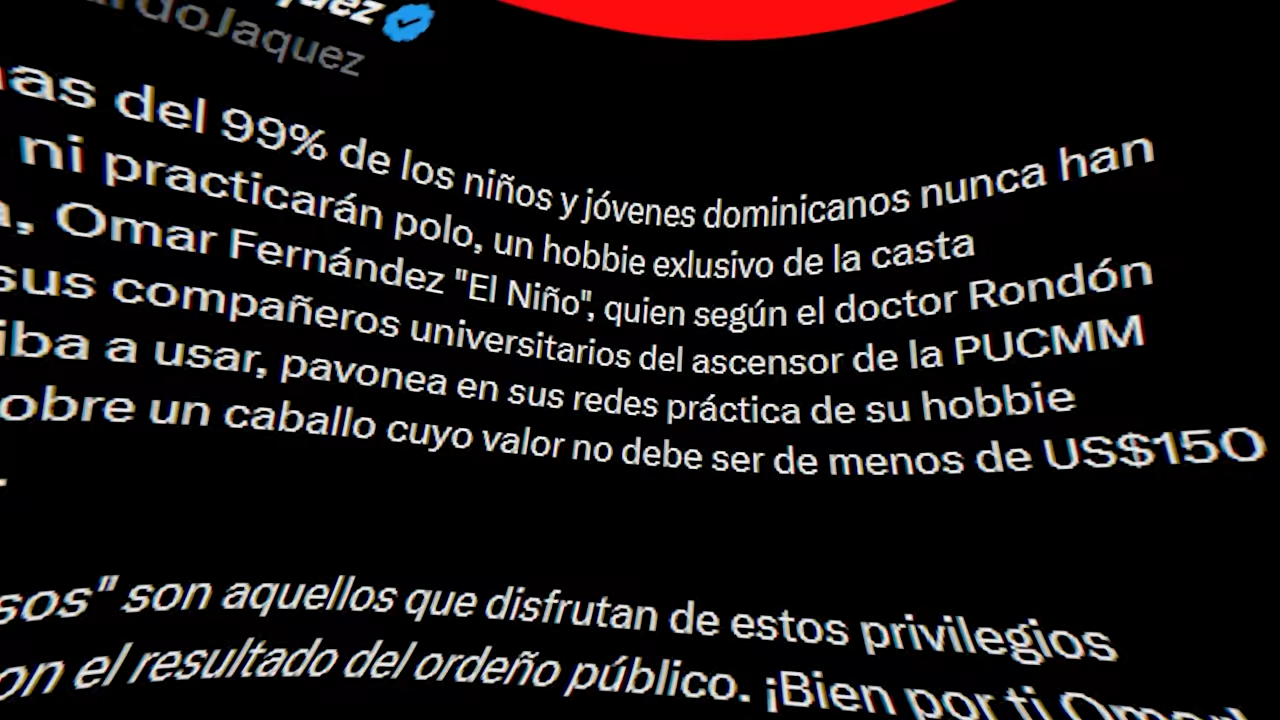 rdoJaquez
mas del 99% de los niños y jóvenes dominicanos nunca han
ni practicarán polo, un hobbie exlusivo de la casta
Omar Fernández "El Niño", quien según el doctor Rondón
sus compañeros universitarios del ascensor de la PUCMM
iba a usar, pavonea en sus redes práctica de su hobbie
obre un caballo cuyo valor no debe ser de menos de US$150
sos" son aquellos que disfrutan de estos privilegios
on el resultado del ordeño público. ¡Bien por ti Omar!